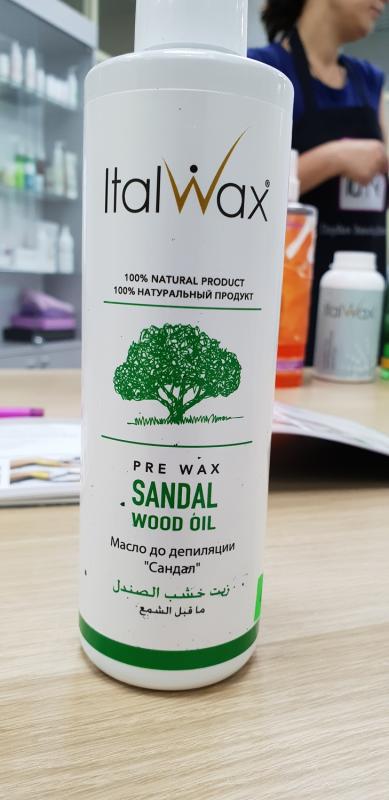 ItalWax®
100% NATURAL PRODUCT
100% НАТУРАЛЬНЫЙ ПРОДУКТ
PRE WAX
SANDAL
WOOD OIL
Масло до депиляции
"Сандал"
زيت خشب الصندل
ما قبل الشمع
italWax